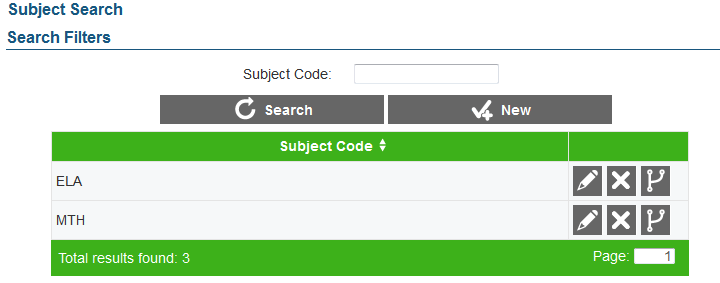 Subject Search
Search Filters
Subject Code:
Search New
Subject Code
ELA
MTH
Total results found: 3 Page: 1